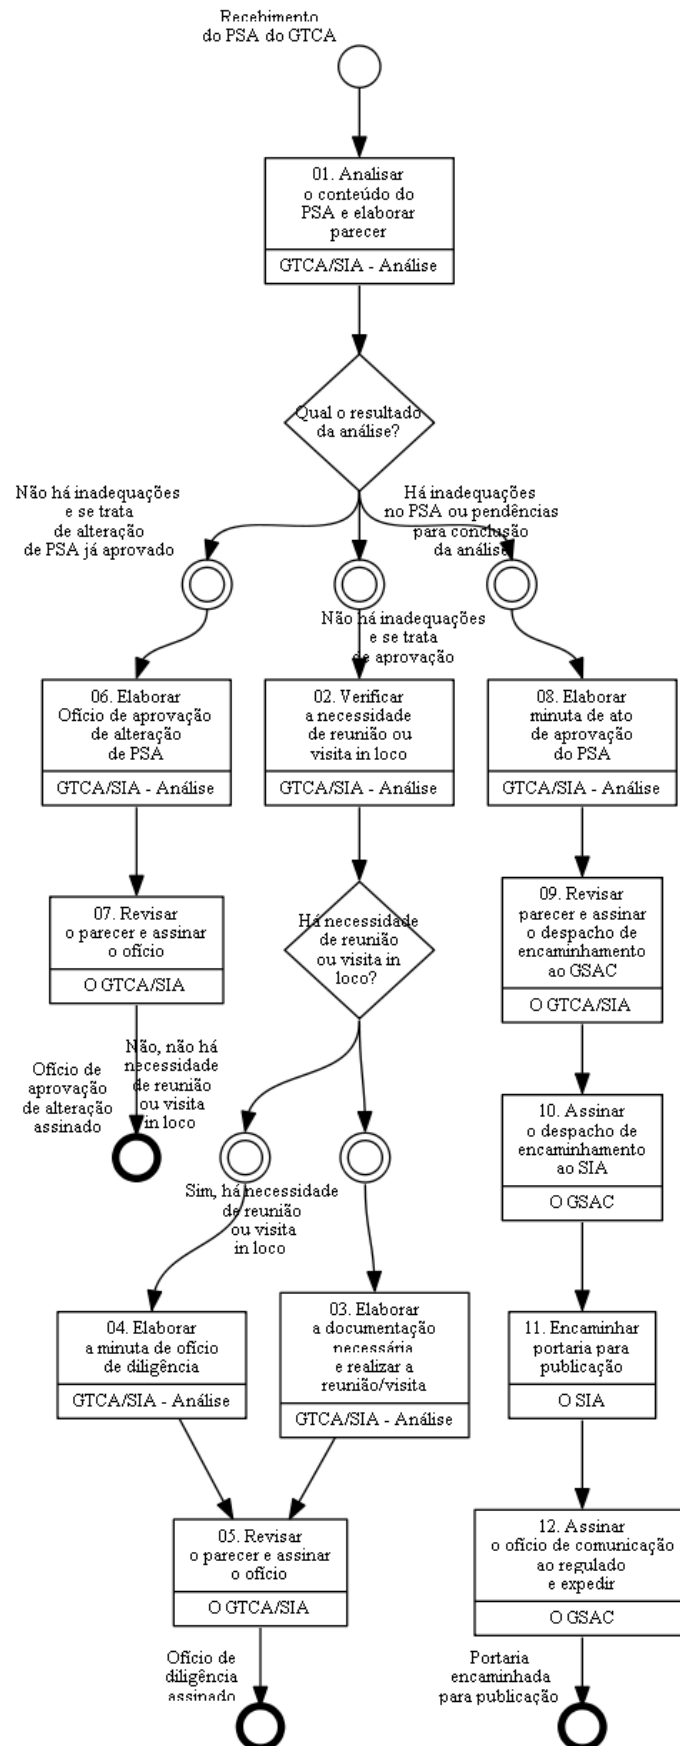 Recebimento
do PSA do GTCA
01. Analisar
o conteúdo do
PSA e elaborar
parecer
GTCA/SIA - Análise
Qual o resultado
da análise?
Não há inadequações
e se trata
de alteração
de PSA já aprovado
Há inadequações
no PSA ou pendências
para conclusão
da análise
Não há inadequações
e se trata
de aprovação
06. Elaborar
Ofício de aprovação
de alteração
de PSA
GTCA/SIA - Análise
02. Verificar
a necessidade
de reunião ou
visita in loco
GTCA/SIA - Análise
08. Elaborar
minuta de ato
de aprovação
do PSA
GTCA/SIA - Análise
07. Revisar
o parecer e assinar
o ofício
O GTCA/SIA
Há necessidade
de reunião
ou visita in
loco?
09. Revisar
parecer e assinar
o despacho de
encaminhamento
ao GSAC
O GTCA/SIA
Ofício de
aprovação
de alteração
assinado
Não, não há
necessidade
de reunião
ou visita
in loco
10. Assinar
o despacho de
encaminhamento
ao SIA
O GSAC
Sim, há necessidade
de reunião
ou visita
in loco
04. Elaborar
a minuta de ofício
de diligência
GTCA/SIA - Análise
03. Elaborar
a documentação
necessária
e realizar a
reunião/visita
GTCA/SIA - Análise
11. Encaminhar
portaria para
publicação
O SIA
05. Revisar
o parecer e assinar
o ofício
O GTCA/SIA
12. Assinar
o ofício de comunicação
ao regulado
e expedir
O GSAC
Ofício de
diligência
assinado
Portaria
encaminhada
para publicação